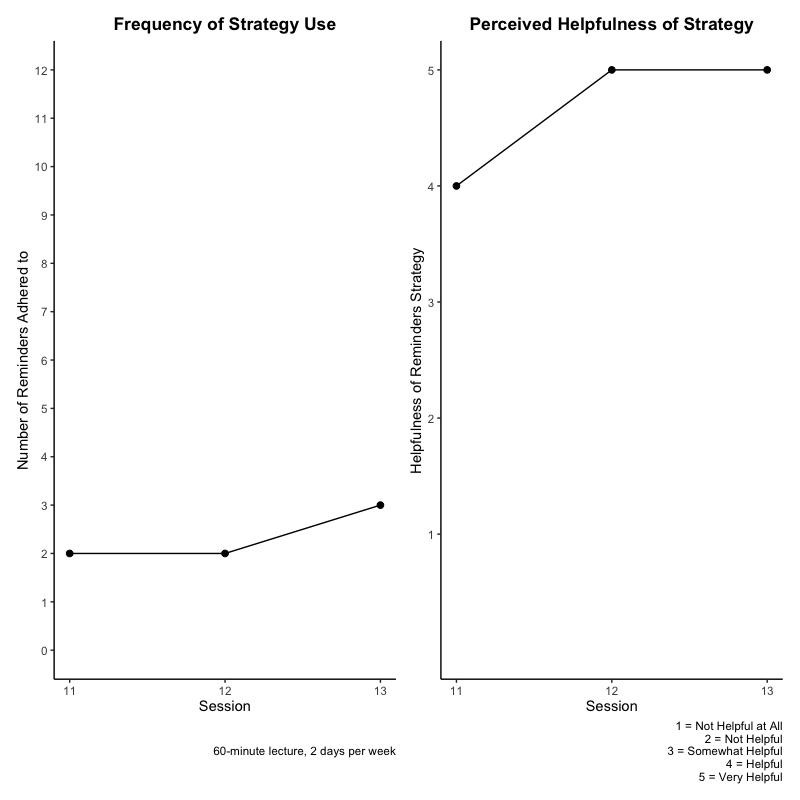 Frequency of Strategy Use
Number of Reminders Adhered to
12
11
10
9
8
7
6
5
4
3
2
1
0
11
12
13
Session
60-minute lecture, 2 days per week
Perceived Helpfulness of Strategy
Helpfulness of Reminders Strategy
5
4
3
2
1
11
12
13
Session
1 = Not Helpful at All
2 = Not Helpful
3 = Somewhat Helpful
4 = Helpful
5 = Very Helpful